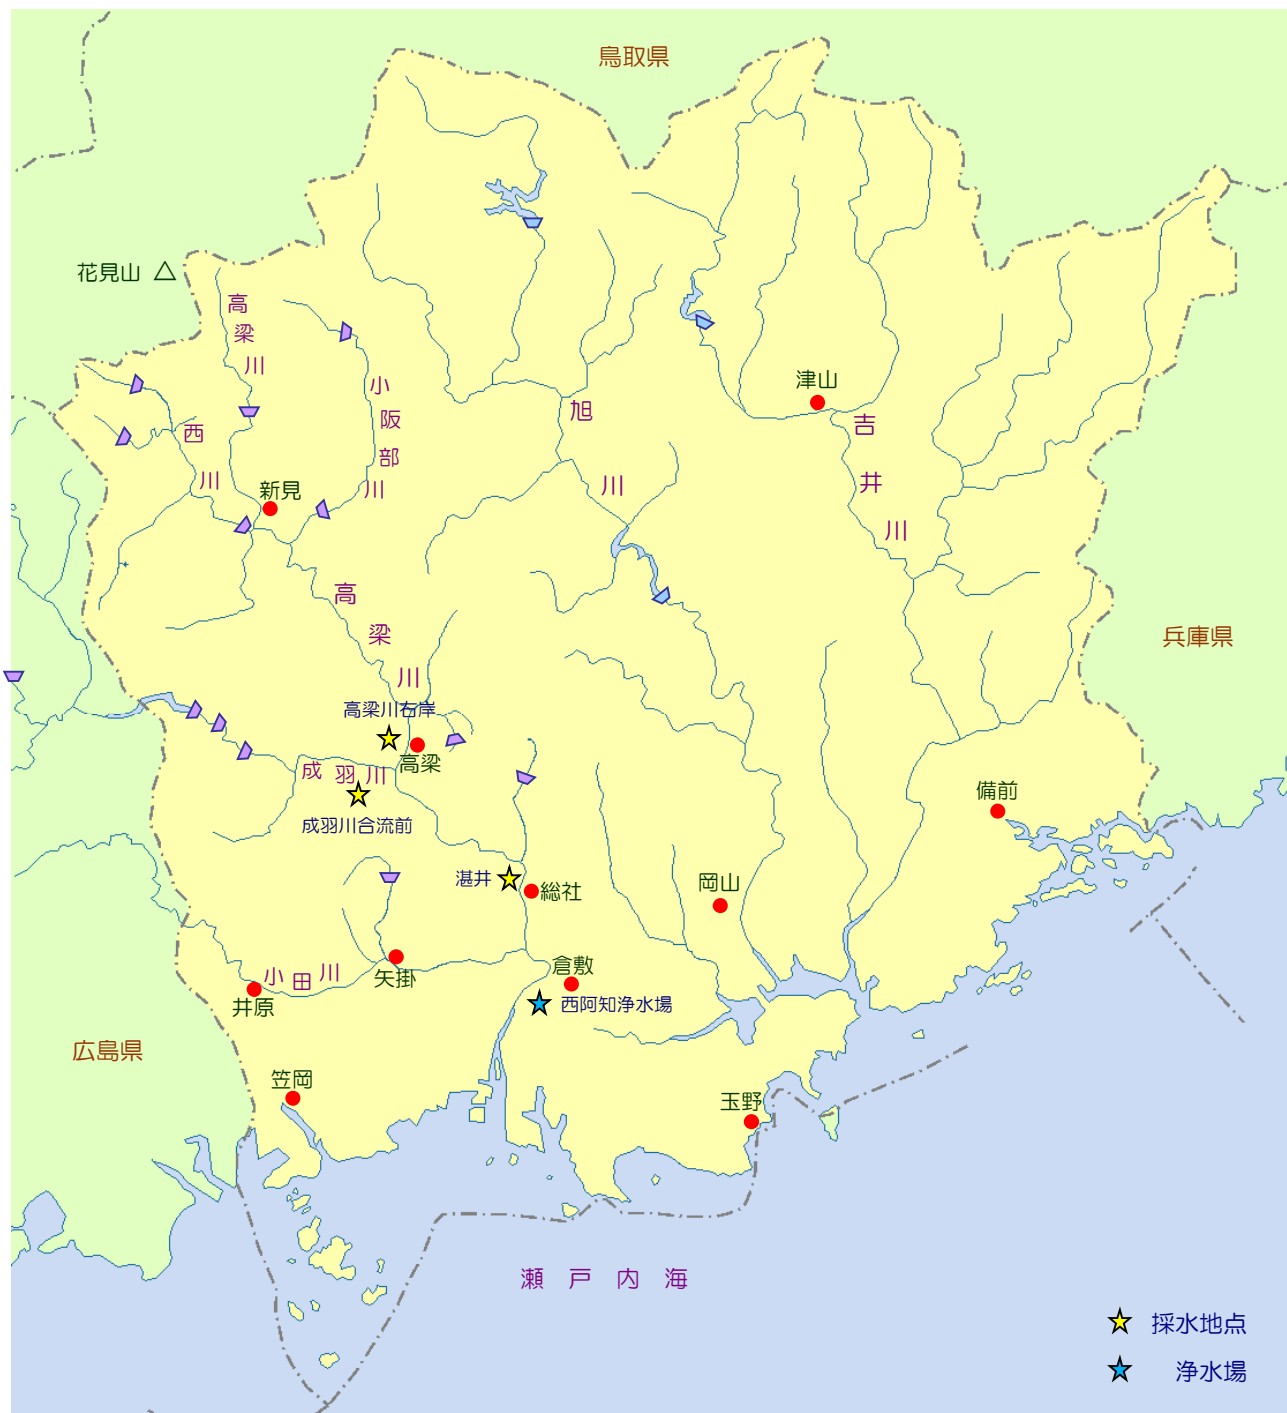 鳥取県
花見山
高梁川
小阪部川
西川
新見
旭川
津山
吉井川
高梁川
兵庫県
高梁川右岸
高梁
成羽川
成羽川合流前
備前
湛井
総社
岡山
矢掛
倉敷
小田川
井原
西阿知浄水場
広島県
笠岡
玉野
瀬戸内海
採水地点
浄水場